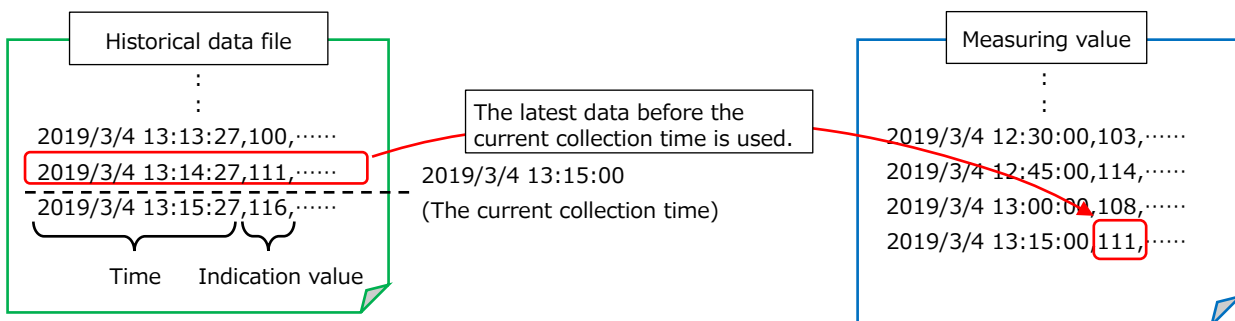 Historical data file
:
:
2019/3/4 13:13:27,100,······
2019/3/4 13:14:27,111,······
2019/3/4 13:15:27,116,······
Time
Indication value
The latest data before the
current collection time is used.
2019/3/4 13:15:00
(The current collection time)
Measuring value
:
:
2019/3/4 12:30:00,103,······
2019/3/4 12:45:00,114,······
2019/3/4 13:00:00,108,······
2019/3/4 13:15:00,111,······